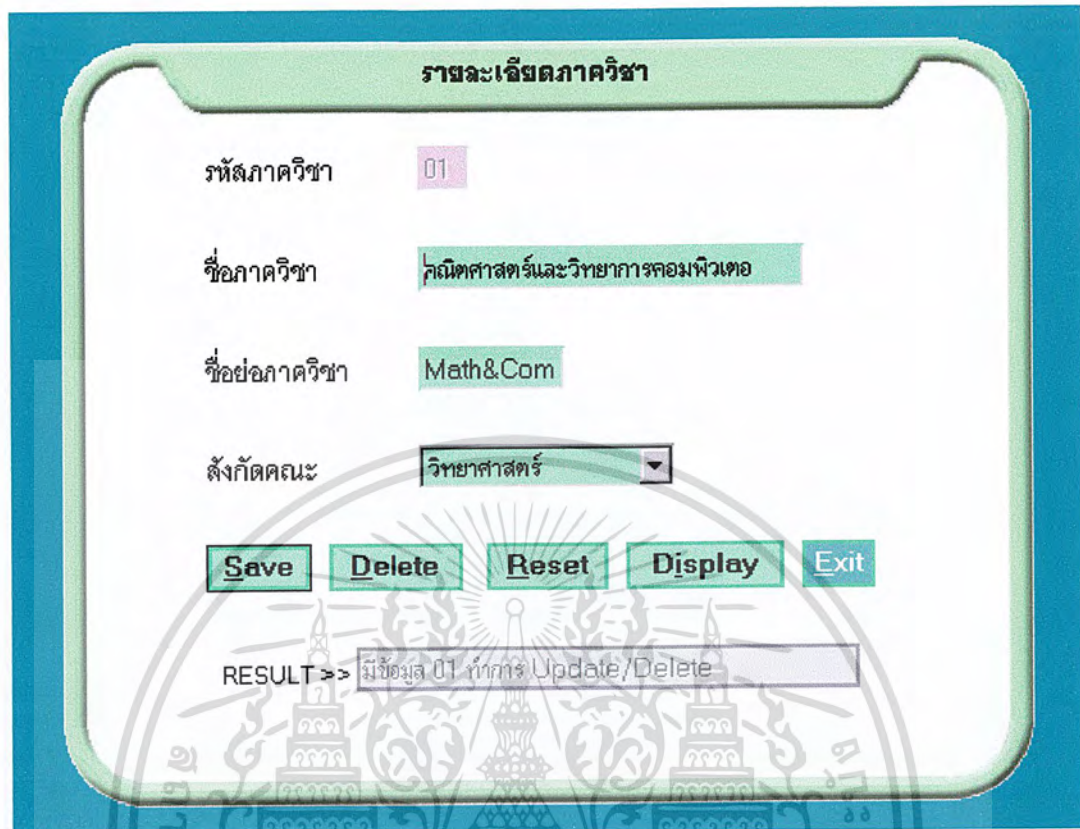 รายละเอียดภาควิชา
รหัสภาควิชา 01
ชื่อภาควิชา คณิตศาสตร์และวิทยาการคอมพิวเตอ
ชื่อย่อภาควิชา Math&Com
สังกัดคณะ วิทยาศาสตร์
Save Delete Reset Display Exit
RESULT >> มีข้อมูล 01 ทำการ Update/Delete